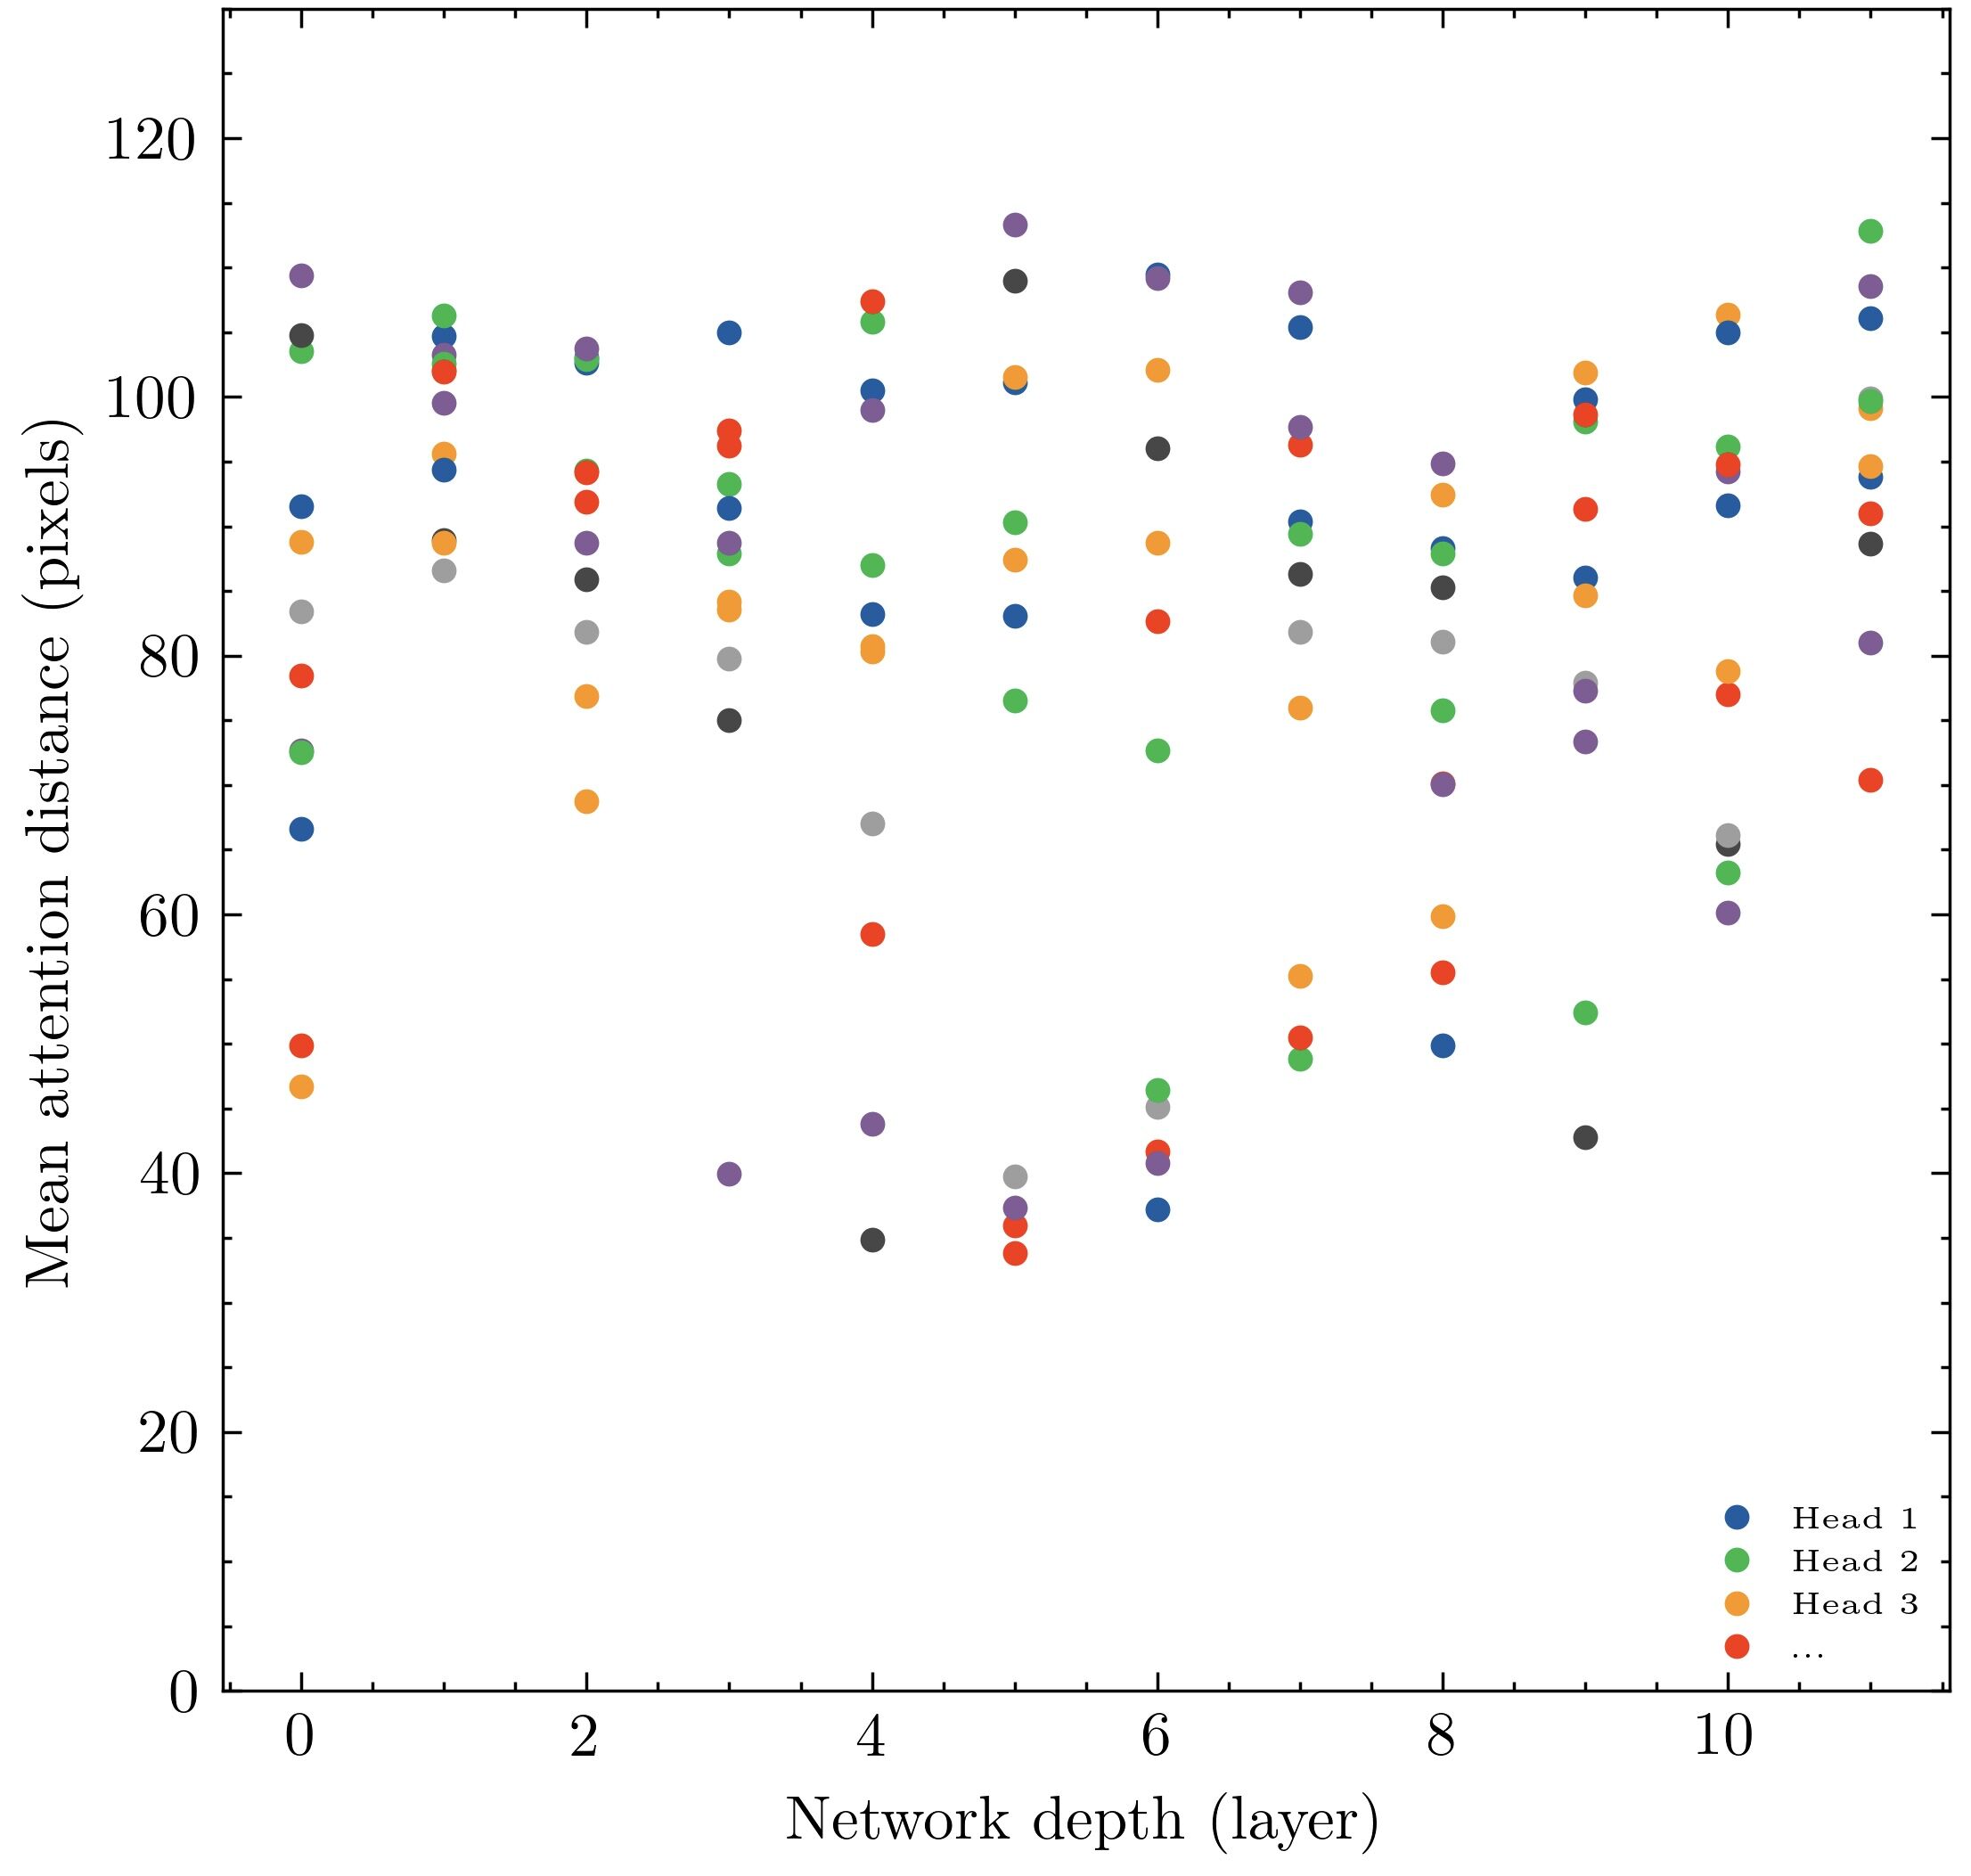 Mean attention distance (pixels)
120
100
80
60
40
20
0
Head 1
Head 2
Head 3
...
0 2 4 6 8 10
Network depth (layer)